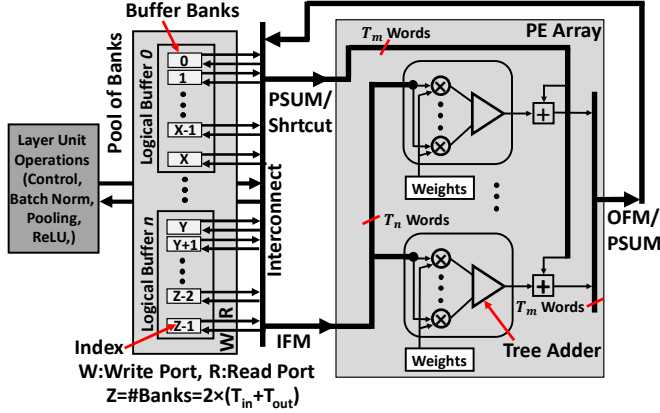 Buffer Banks
PE Array
Tm Words
Pool of Banks
Logical Buffer 0
0
1
X-1
X
PSUM/
Shrtcut
Layer Unit
Operations
(Control,
Batch Norm,
Pooling,
ReLU,)
Interconnect
Weights
Tn Words
OFM/
PSUM
Logical Buffer n
Y
Y+1
Z-2
Z-1
W
R
Tm Words
Index
IFM
Weights
Tree Adder
W:Write Port, R:Read Port
Z=#Banks=2×(Tin+Tout)